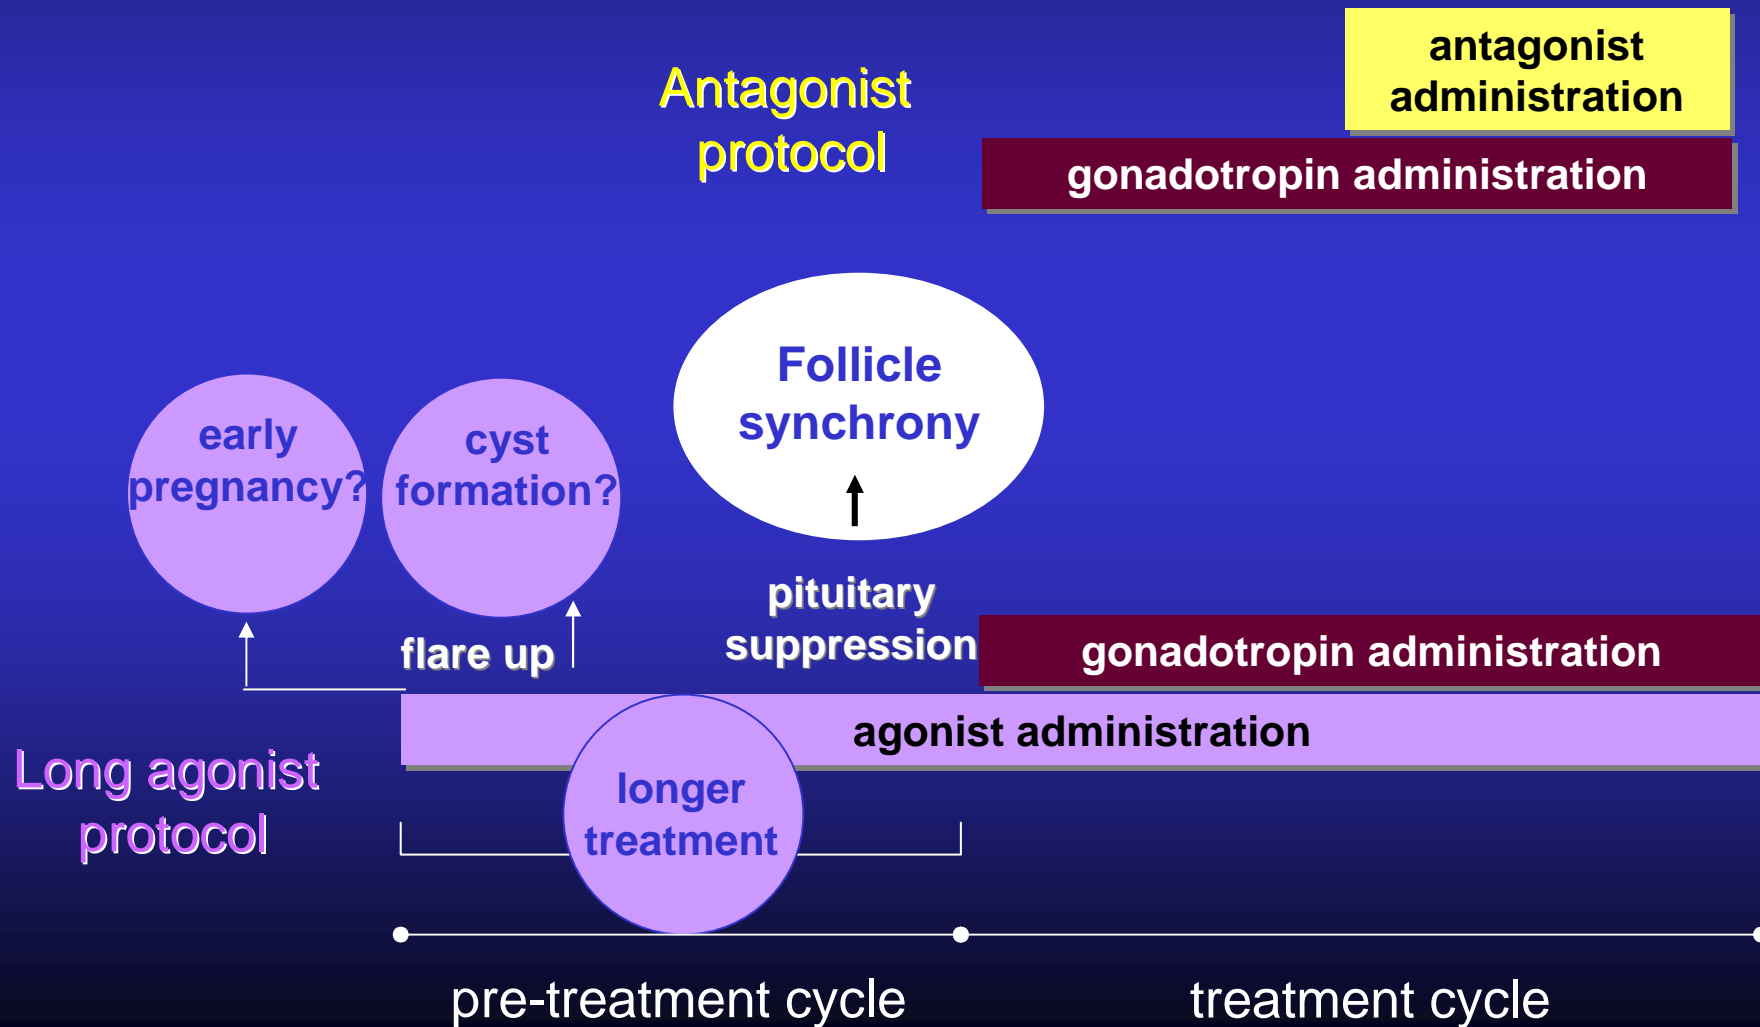 antagonist
administration
Antagonist
protocol
gonadotropin administration
Follicle
synchrony
early
pregnancy?
cyst
formation?
pituitary
suppression
flare up
gonadotropin administration
agonist administration
Long agonist
protocol
longer
treatment
pre-treatment cycle
treatment cycle